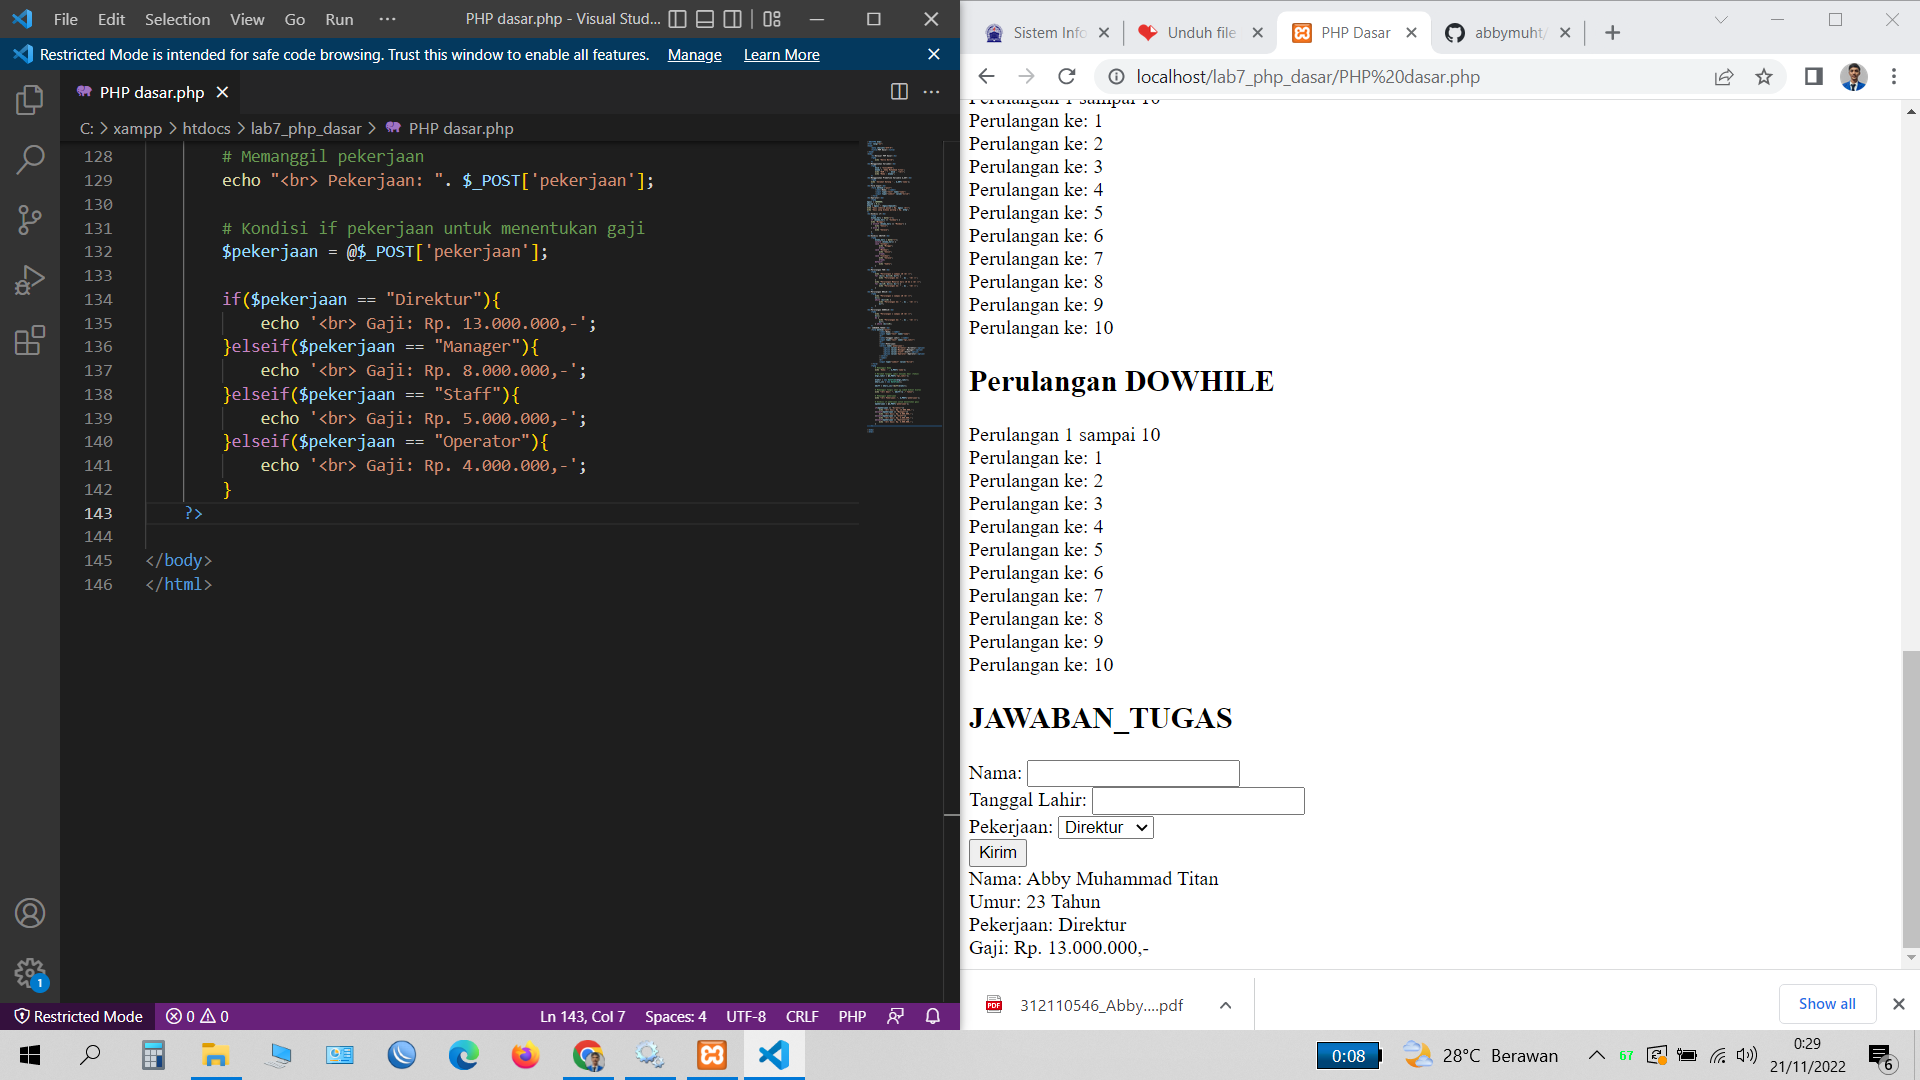 File Edit Selection View Go Run ··· PHP dasar.php - Visual Stud...
Restricted Mode is intended for safe code browsing. Trust this window to enable all features. Manage Learn More
PHP dasar.php
C: > xampp > htdocs > lab7_php_dasar > PHP dasar.php
128 # Memanggil pekerjaan
129 echo "<br> Pekerjaan: ". $_POST['pekerjaan'];
130
131 # Kondisi if pekerjaan untuk menentukan gaji
132 $pekerjaan = @$_POST['pekerjaan'];
133
134 if($pekerjaan == "Direktur"){
135 echo '<br> Gaji: Rp. 13.000.000,-';
136 }elseif($pekerjaan == "Manager"){
137 echo '<br> Gaji: Rp. 8.000.000,-';
138 }elseif($pekerjaan == "Staff"){
139 echo '<br> Gaji: Rp. 5.000.000,-';
140 }elseif($pekerjaan == "Operator"){
141 echo '<br> Gaji: Rp. 4.000.000,-';
142 }
143 ?>
144
145 </body>
146 </html>
1
Restricted Mode 0 0 Ln 143, Col 7 Spaces: 4 UTF-8 CRLF PHP
Sistem Info Unduh file PHP Dasar abbymuht/
localhost/lab7_php_dasar/PHP%20dasar.php
Perulangan 1 sampai 10
Perulangan ke: 1
Perulangan ke: 2
Perulangan ke: 3
Perulangan ke: 4
Perulangan ke: 5
Perulangan ke: 6
Perulangan ke: 7
Perulangan ke: 8
Perulangan ke: 9
Perulangan ke: 10
Perulangan DOWHILE
Perulangan 1 sampai 10
Perulangan ke: 1
Perulangan ke: 2
Perulangan ke: 3
Perulangan ke: 4
Perulangan ke: 5
Perulangan ke: 6
Perulangan ke: 7
Perulangan ke: 8
Perulangan ke: 9
Perulangan ke: 10
JAWABAN_TUGAS
Nama:
Tanggal Lahir:
Pekerjaan: Direktur
Kirim
Nama: Abby Muhammad Titan
Umur: 23 Tahun
Pekerjaan: Direktur
Gaji: Rp. 13.000.000,-
PDF 312110546_Abby....pdf Show all
0:08 28°C Berawan 67 0:29
21/11/2022 6